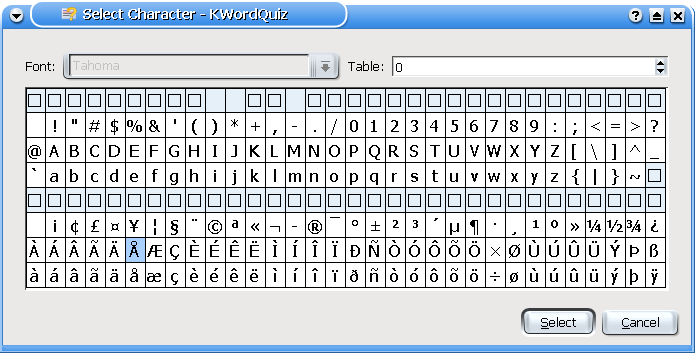 Select Character - KWordQuiz
Font: Tahoma Table: 0
! " # $ % & ' ( ) * + , - . / 0 1 2 3 4 5 6 7 8 9 : ; < = > ?
@ A B C D E F G H I J K L M N O P Q R S T U V W X Y Z [ \ ] ^ _
` a b c d e f g h i j k l m n o p q r s t u v w x y z { | } ~
¡ ¢ £ ¤ ¥ ¦ § ¨ © ª « ¬ - ® ¯ ° ± ² ³ ´ µ ¶ · ¸ ¹ º » ¼ ½ ¾ ¿
À Á Â Ã Ä Å Æ Ç È É Ê Ë Ì Í Î Ï Ð Ñ Ò Ó Ô Õ Ö × Ø Ù Ú Û Ü Ý Þ ß
à á â ã ä å æ ç è é ê ë ì í î ï ð ñ ò ó ô õ ö ÷ ø ù ú û ü ý þ ÿ
Select Cancel